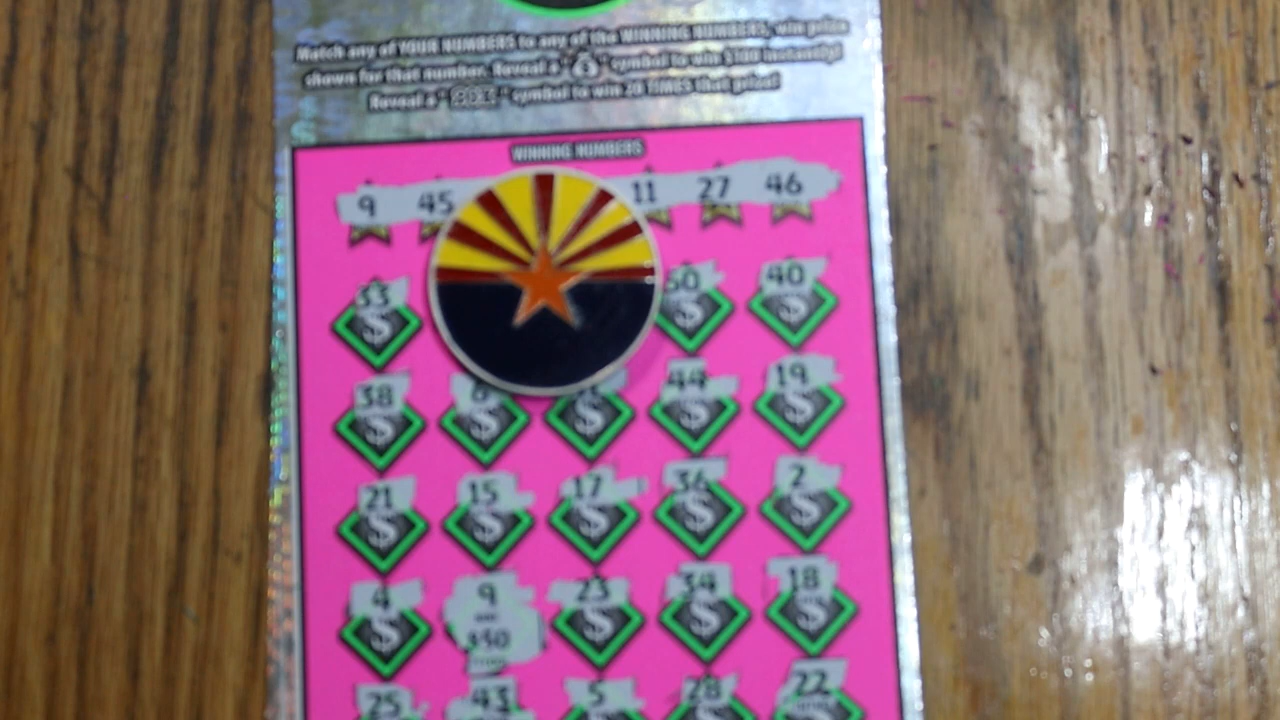 Match any of YOUR NUMBERS to any of the WINNING NUMBERS, win prize
shown for that number. Reveal a " $ " symbol to win $100 instantly!
Reveal a " 20X " symbol to win 20 TIMES that prize!
WINNING NUMBERS
9 45 11 27 46
33 50 40
38 44 19
21 15 17 36 2
4 9 23 34 18
$50
25 43 5 28 22